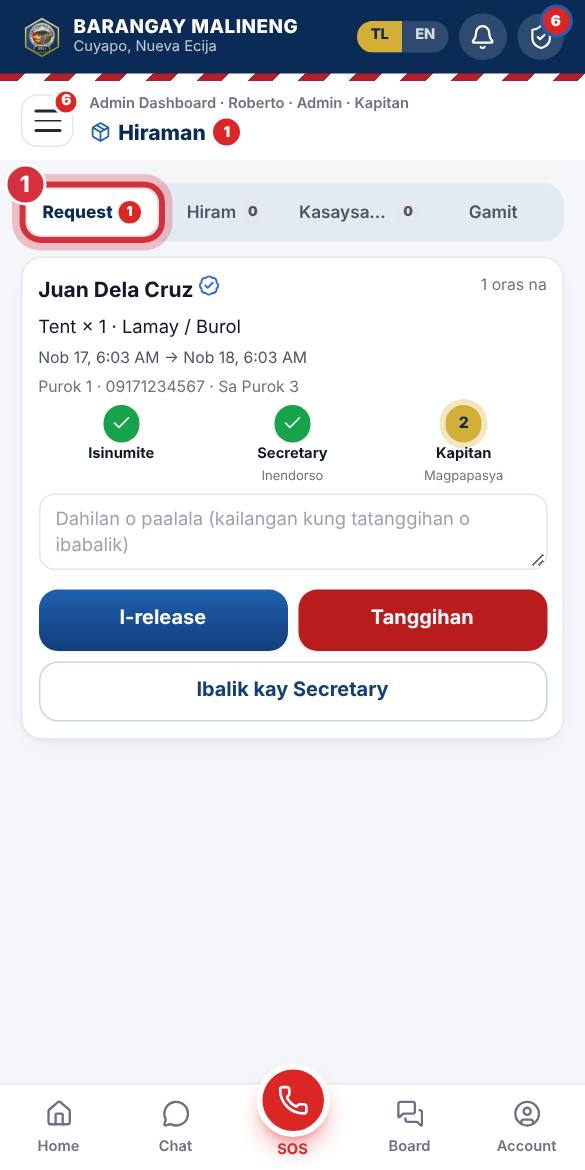 BARANGAY MALINENG
Cuyapo, Nueva Ecija
TL EN
6
6
Admin Dashboard · Roberto · Admin · Kapitan
Hiraman 1
1
Request 1 Hiram 0 Kasaysa... 0 Gamit
Juan Dela Cruz 1 oras na
Tent × 1 · Lamay / Burol
Nob 17, 6:03 AM → Nob 18, 6:03 AM
Purok 1 · 09171234567 · Sa Purok 3
2
Isinumite Secretary Kapitan
Inendorso Magpapasya
Dahilan o paalala (kailangan kung tatanggihan o
ibabalik)
I-release Tanggihan
Ibalik kay Secretary
Home Chat SOS Board Account